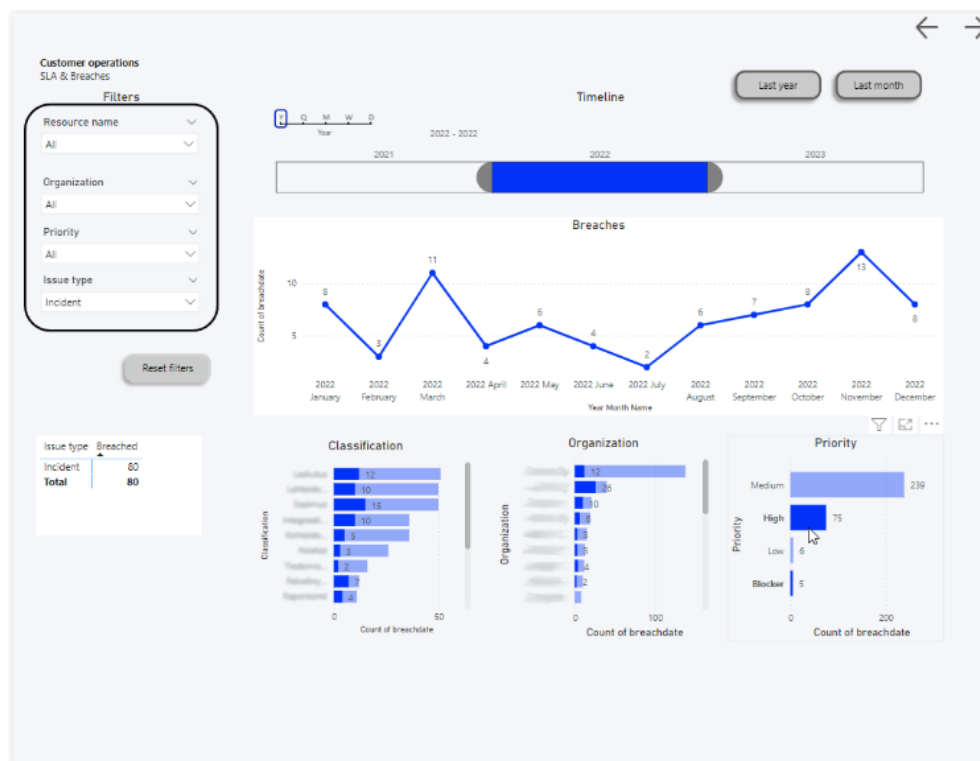 Customer operations
SLA & Breaches
Filters
Resource name
All
Organization
All
Priority
All
Issue type
Incident
Reset filters
Issue type Breached
Incident 80
Total 80
Last year
Last month
Timeline
Y Q M W D
Year
2022 - 2022
2021 2022 2023
Breaches
Count of breachdate
10
5
8
3
11
4
6
4
2
6
7
8
13
8
2022 January
2022 February
2022 March
2022 April
2022 May
2022 June
2022 July
2022 August
2022 September
2022 October
2022 November
2022 December
Year Month Name
Classification
Classification
12
10
15
10
5
3
2
7
4
0 50
Count of breachdate
Organization
Organization
12
26
10
6
3
3
4
2
0 100
Count of breachdate
Priority
Priority
Medium 239
High 75
Low 6
Blocker 5
0 200
Count of breachdate